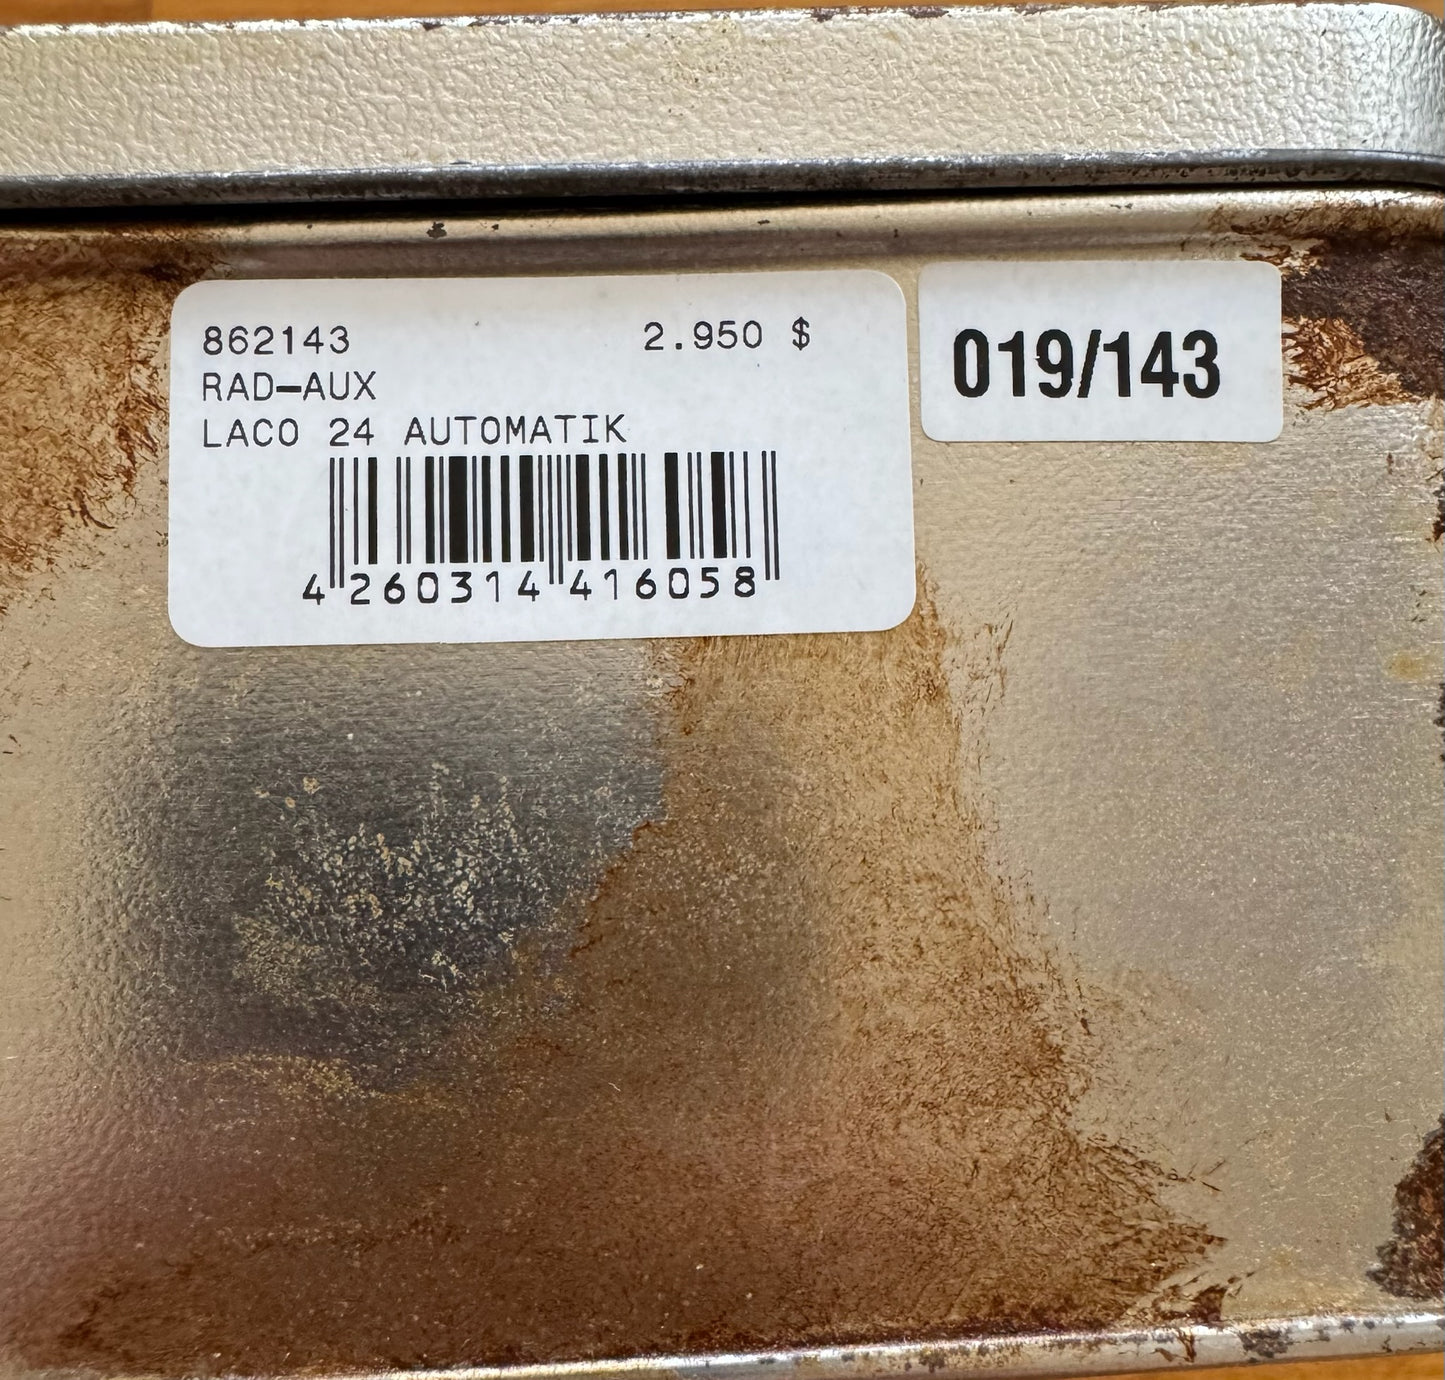 862143 2.950 $
RAD-AUX
LACO 24 AUTOMATIK
4 260314 416058
019/143